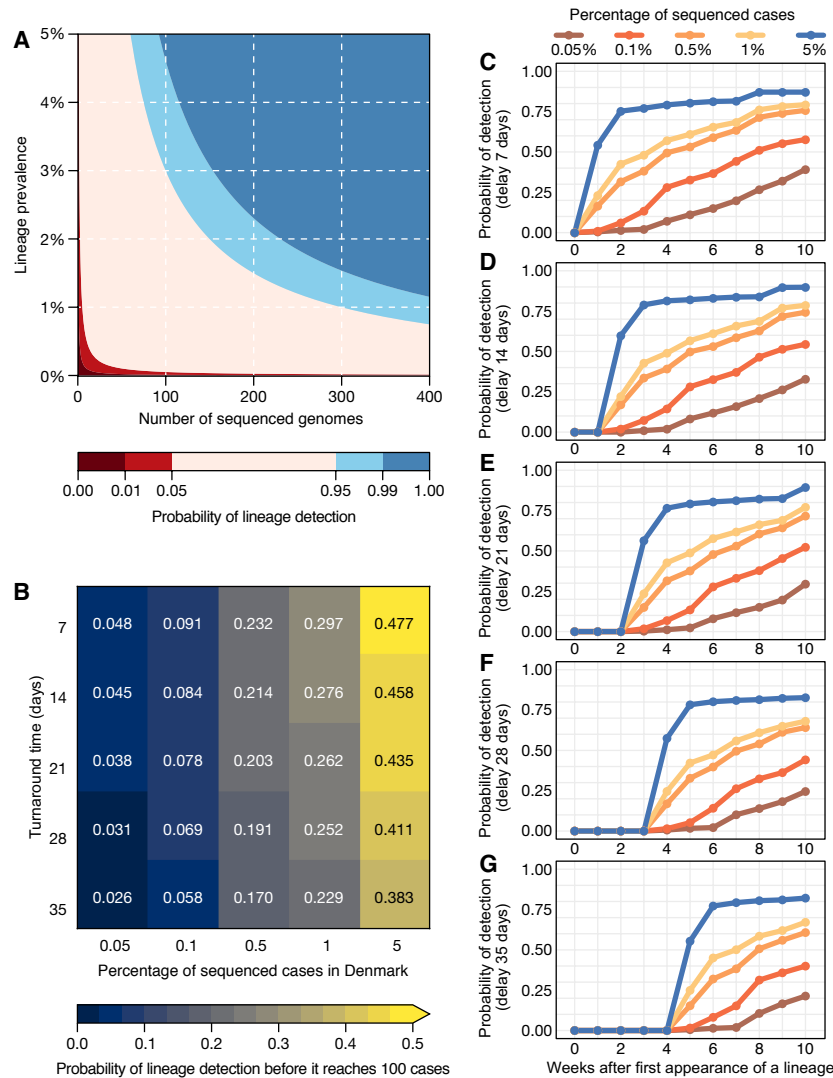 A
5%
4%
3%
2%
1%
0%
Lineage prevalence
0 100 200 300 400
Number of sequenced genomes
0.00 0.01 0.05 0.95 0.99 1.00
Probability of lineage detection
B
Turnaround time (days)
7 0.048 0.091 0.232 0.297 0.477
14 0.045 0.084 0.214 0.276 0.458
21 0.038 0.078 0.203 0.262 0.435
28 0.031 0.069 0.191 0.252 0.411
35 0.026 0.058 0.170 0.229 0.383
0.05 0.1 0.5 1 5
Percentage of sequenced cases in Denmark
0.0 0.1 0.2 0.3 0.4 0.5
Probability of lineage detection before it reaches 100 cases
Percentage of sequenced cases
0.05% 0.1% 0.5% 1% 5%
C
Probability of detection
(delay 7 days)
1.00
0.75
0.50
0.25
0.00
0 2 4 6 8 10
D
Probability of detection
(delay 14 days)
1.00
0.75
0.50
0.25
0.00
0 2 4 6 8 10
E
Probability of detection
(delay 21 days)
1.00
0.75
0.50
0.25
0.00
0 2 4 6 8 10
F
Probability of detection
(delay 28 days)
1.00
0.75
0.50
0.25
0.00
0 2 4 6 8 10
G
Probability of detection
(delay 35 days)
1.00
0.75
0.50
0.25
0.00
0 2 4 6 8 10
Weeks after first appearance of a lineage